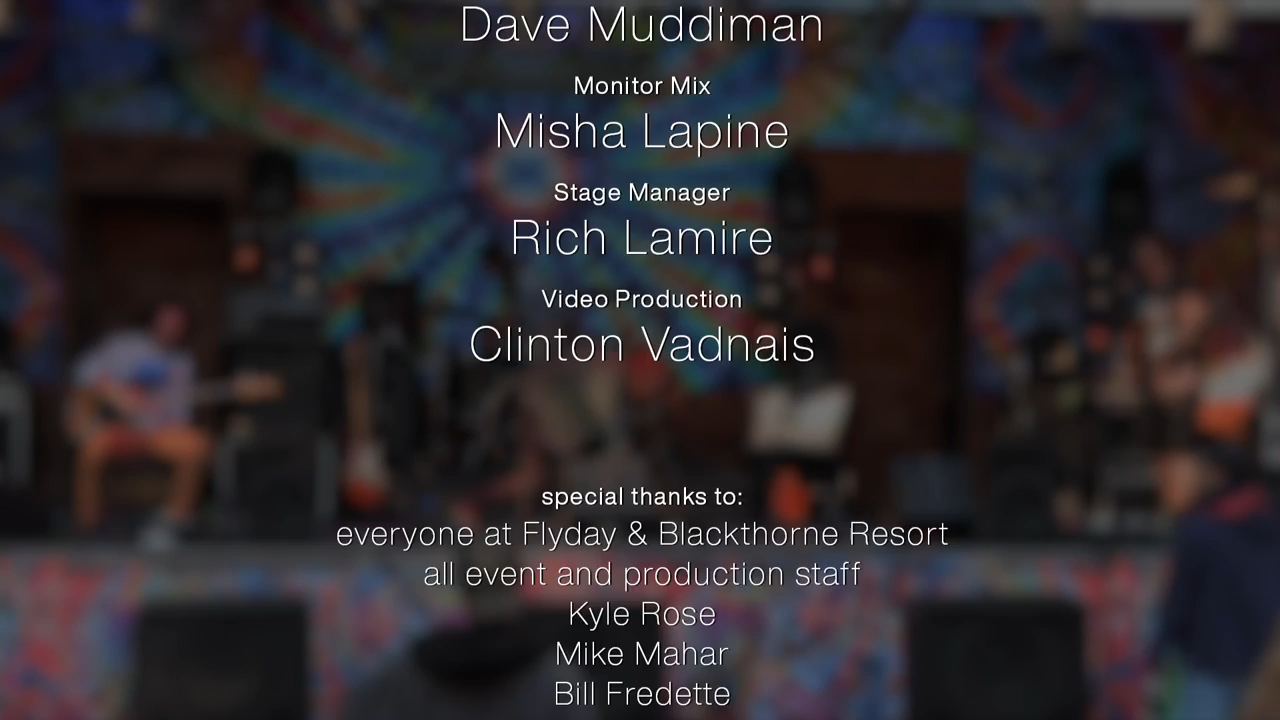 Dave Muddiman
Monitor Mix
Misha Lapine
Stage Manager
Rich Lamire
Video Production
Clinton Vadnais
special thanks to:
everyone at Flyday & Blackthorne Resort
all event and production staff
Kyle Rose
Mike Mahar
Bill Fredette